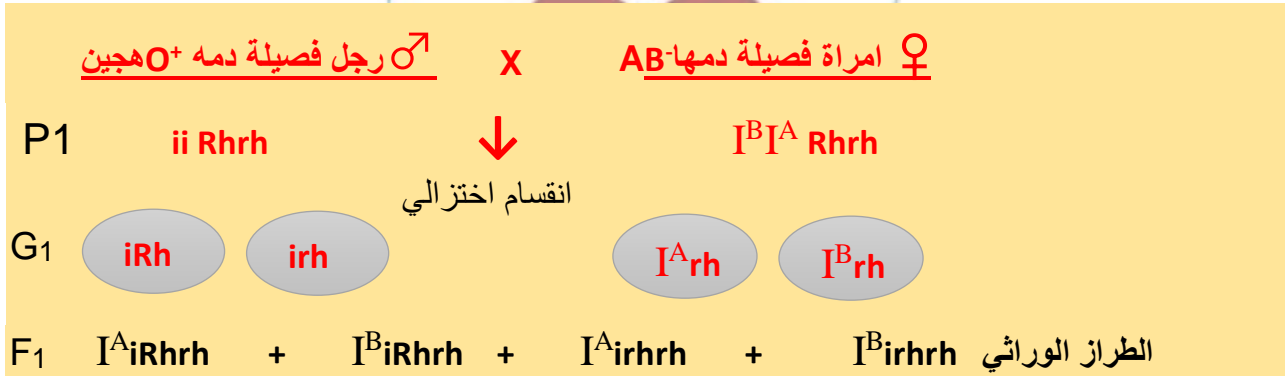 ♀ امراة فصيلة دمها AB- X ♂ رجل فصيلة دمه O+ هجين
P1 ii Rhrh ↓ IᴮIᴬ Rhrh
انقسام اختزالي
G1 iRh irh Iᴬrh Iᴮrh
F1 IᴬiRhrh + IᴮiRhrh + Iᴬirhrh + Iᴮirhrh الطراز الوراثي